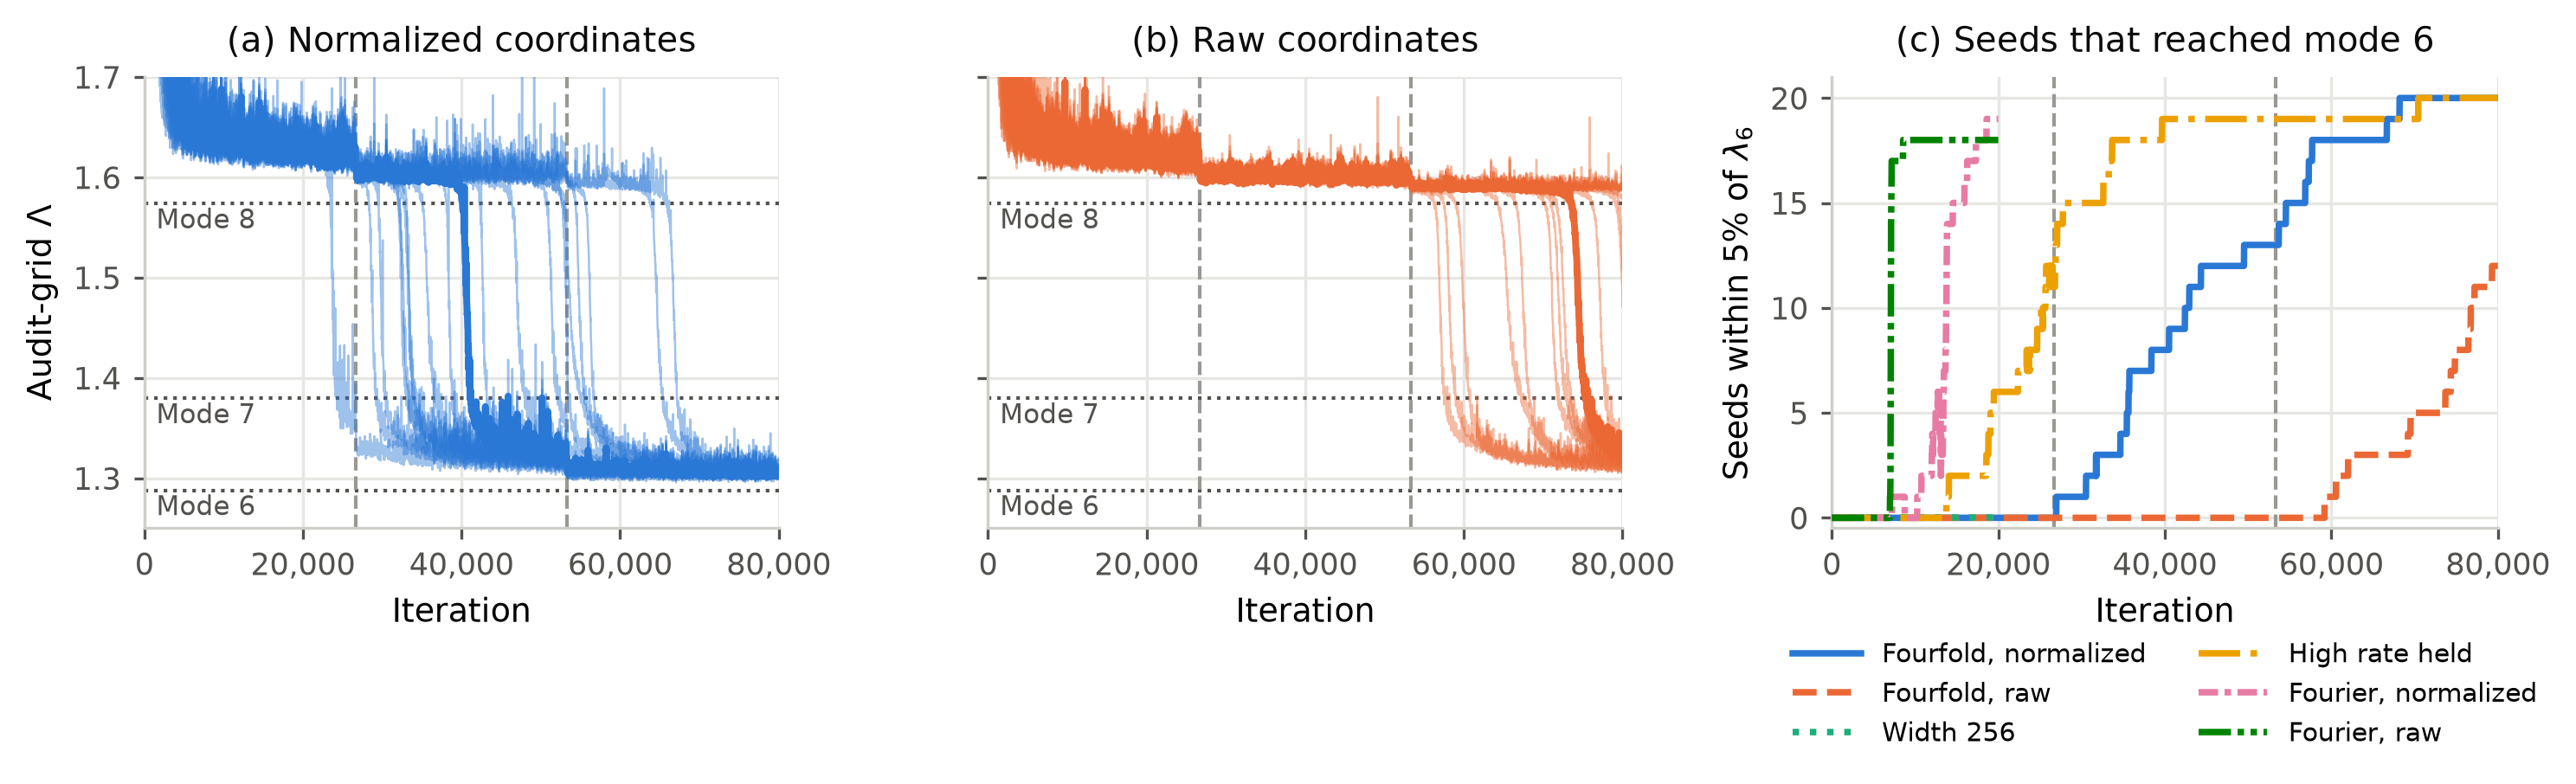 (a) Normalized coordinates
Audit-grid Λ
1.7
1.6
1.5
1.4
1.3
Mode 8
Mode 7
Mode 6
0
20,000
40,000
60,000
80,000
Iteration
(b) Raw coordinates
Mode 8
Mode 7
Mode 6
0
20,000
40,000
60,000
80,000
Iteration
(c) Seeds that reached mode 6
Seeds within 5% of λ₆
20
15
10
5
0
0
20,000
40,000
60,000
80,000
Iteration
Fourfold, normalized
Fourfold, raw
Width 256
High rate held
Fourier, normalized
Fourier, raw